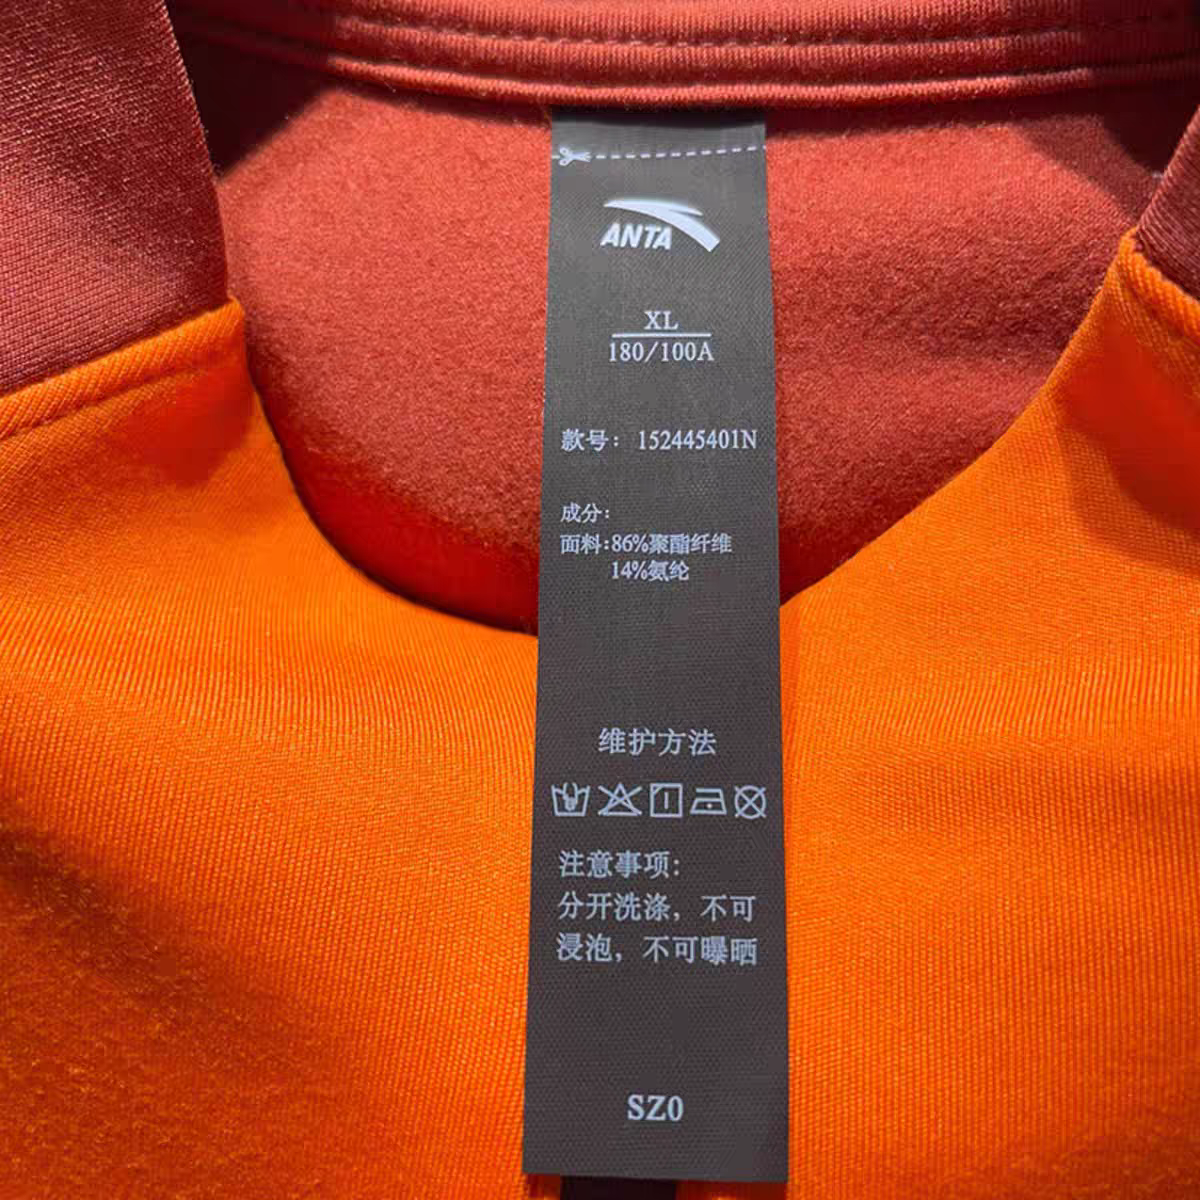 ANTA
XL
180/100A
款号: 152445401N
成分:
面料:86%聚酯纤维
14%氨纶
维护方法
注意事项:
分开洗涤, 不可
浸泡, 不可曝晒
SZ0